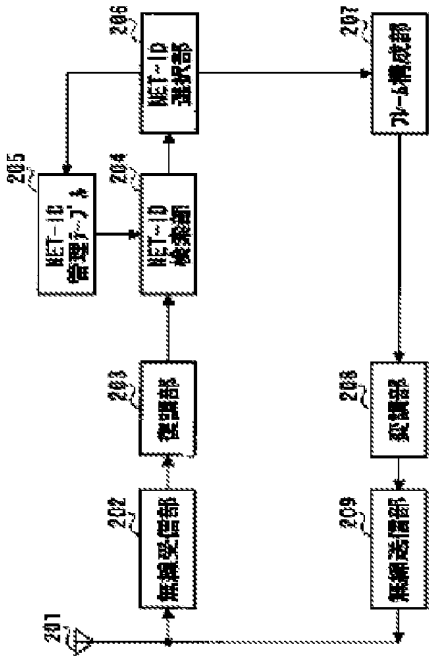 201
202
無線受信部
203
復調部
204
NET-ID
検索部
205
NET-ID
管理テーブル
206
NET-ID
選択部
207
フレーム構成部
208
変調部
209
無線送信部